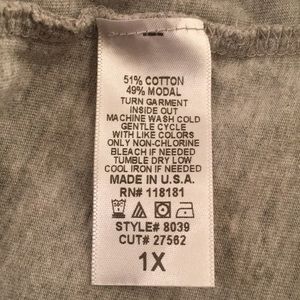 51% COTTON
49% MODAL
TURN GARMENT
INSIDE OUT
MACHINE WASH COLD
GENTLE CYCLE
WITH LIKE COLORS
ONLY NON-CHLORINE
BLEACH IF NEEDED
TUMBLE DRY LOW
COOL IRON IF NEEDED
MADE IN U.S.A.
RN# 118181
STYLE# 8039
CUT# 27562
1X